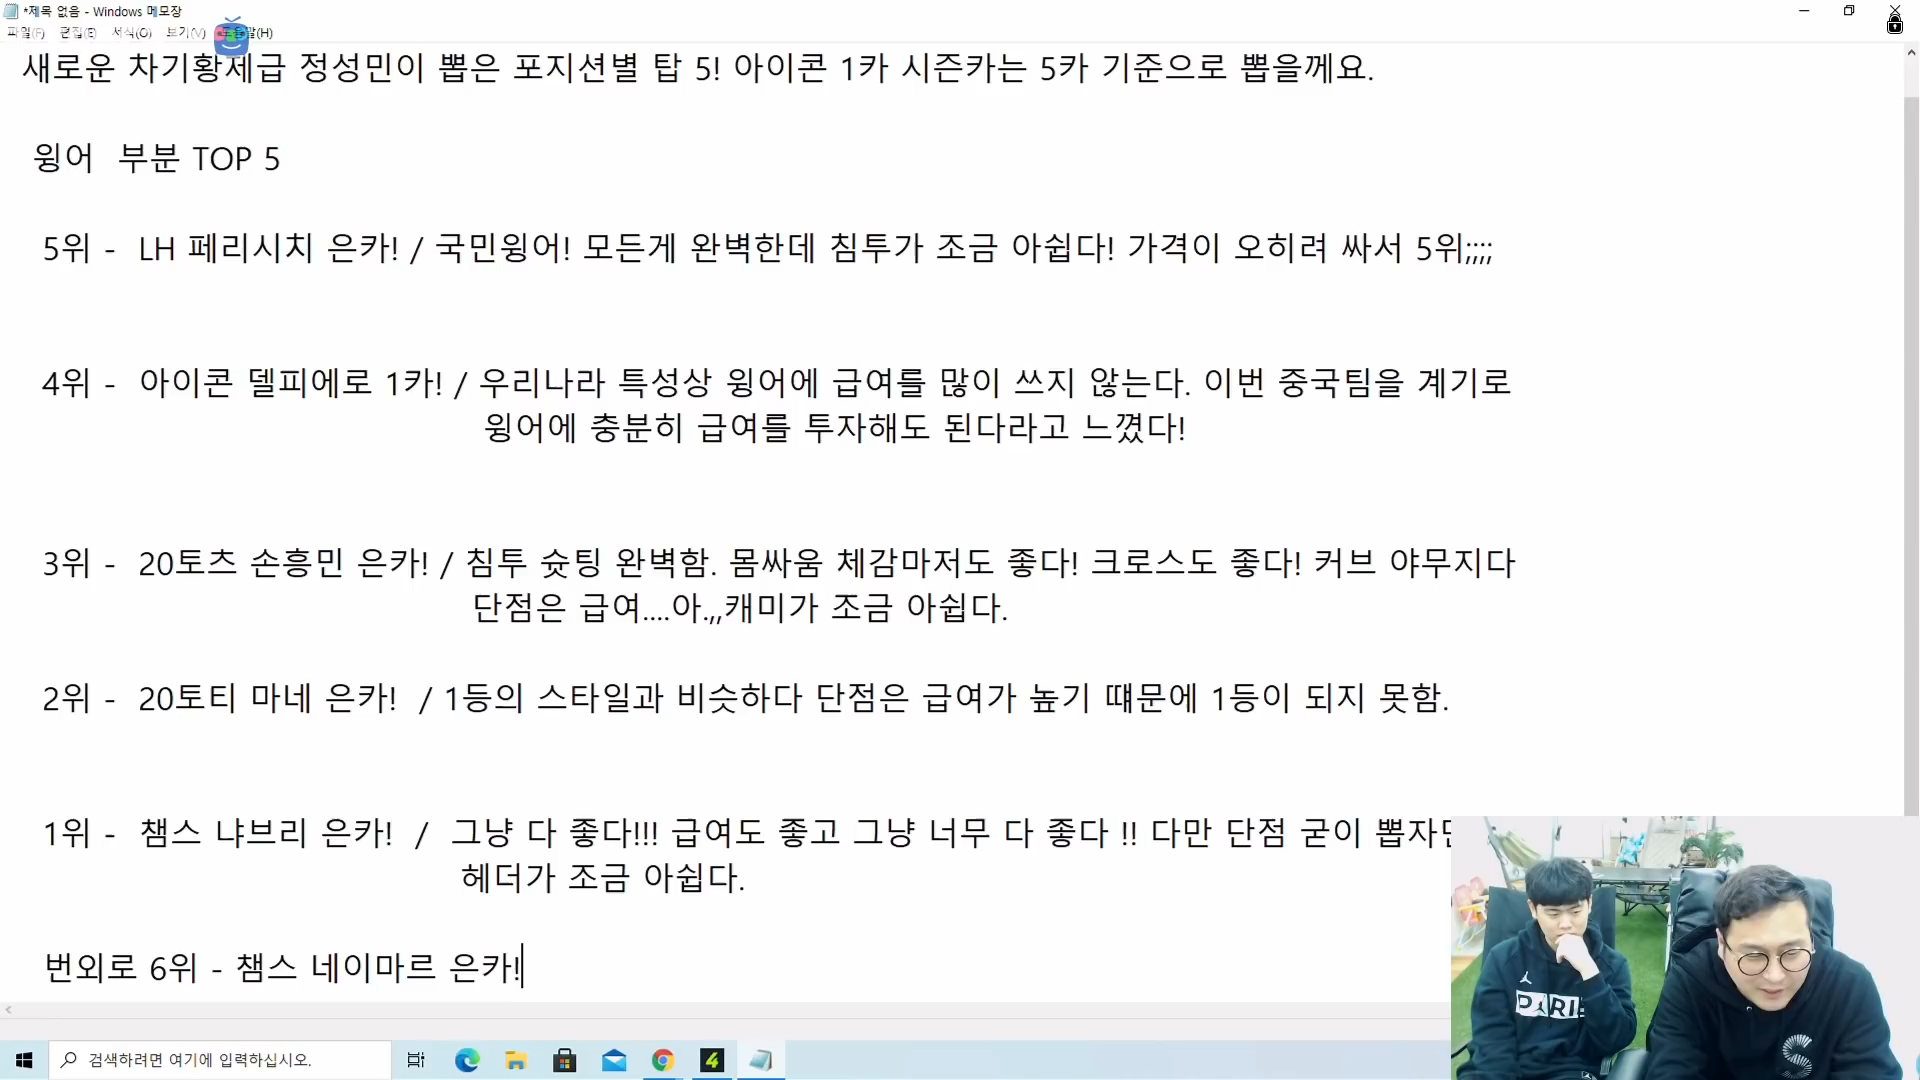 *제목 없음 - Windows 메모장
파일(F) 편집(E) 서식(O) 보기(V) 도움말(H)
새로운 차기황제급 정성민이 뽑은 포지션별 탑 5! 아이콘 1카 시즌카는 5카 기준으로 뽑을께요.
윙어 부분 TOP 5
5위 - LH 페리시치 은카! / 국민윙어! 모든게 완벽한데 침투가 조금 아쉽다! 가격이 오히려 싸서 5위;;;;
4위 - 아이콘 델피에로 1카! / 우리나라 특성상 윙어에 급여를 많이 쓰지 않는다. 이번 중국팀을 계기로
윙어에 충분히 급여를 투자해도 된다라고 느꼈다!
3위 - 20토츠 손흥민 은카! / 침투 슛팅 완벽함. 몸싸움 체감마저도 좋다! 크로스도 좋다! 커브 야무지다
단점은 급여....아.,,캐미가 조금 아쉽다.
2위 - 20토티 마네 은카! / 1등의 스타일과 비슷하다 단점은 급여가 높기 떄문에 1등이 되지 못함.
1위 - 챔스 냐브리 은카! / 그냥 다 좋다!!! 급여도 좋고 그냥 너무 다 좋다 !! 다만 단점 굳이 뽑자면
헤더가 조금 아쉽다.
번외로 6위 - 챔스 네이마르 은카!
검색하려면 여기에 입력하십시오.
4
PARIS
S